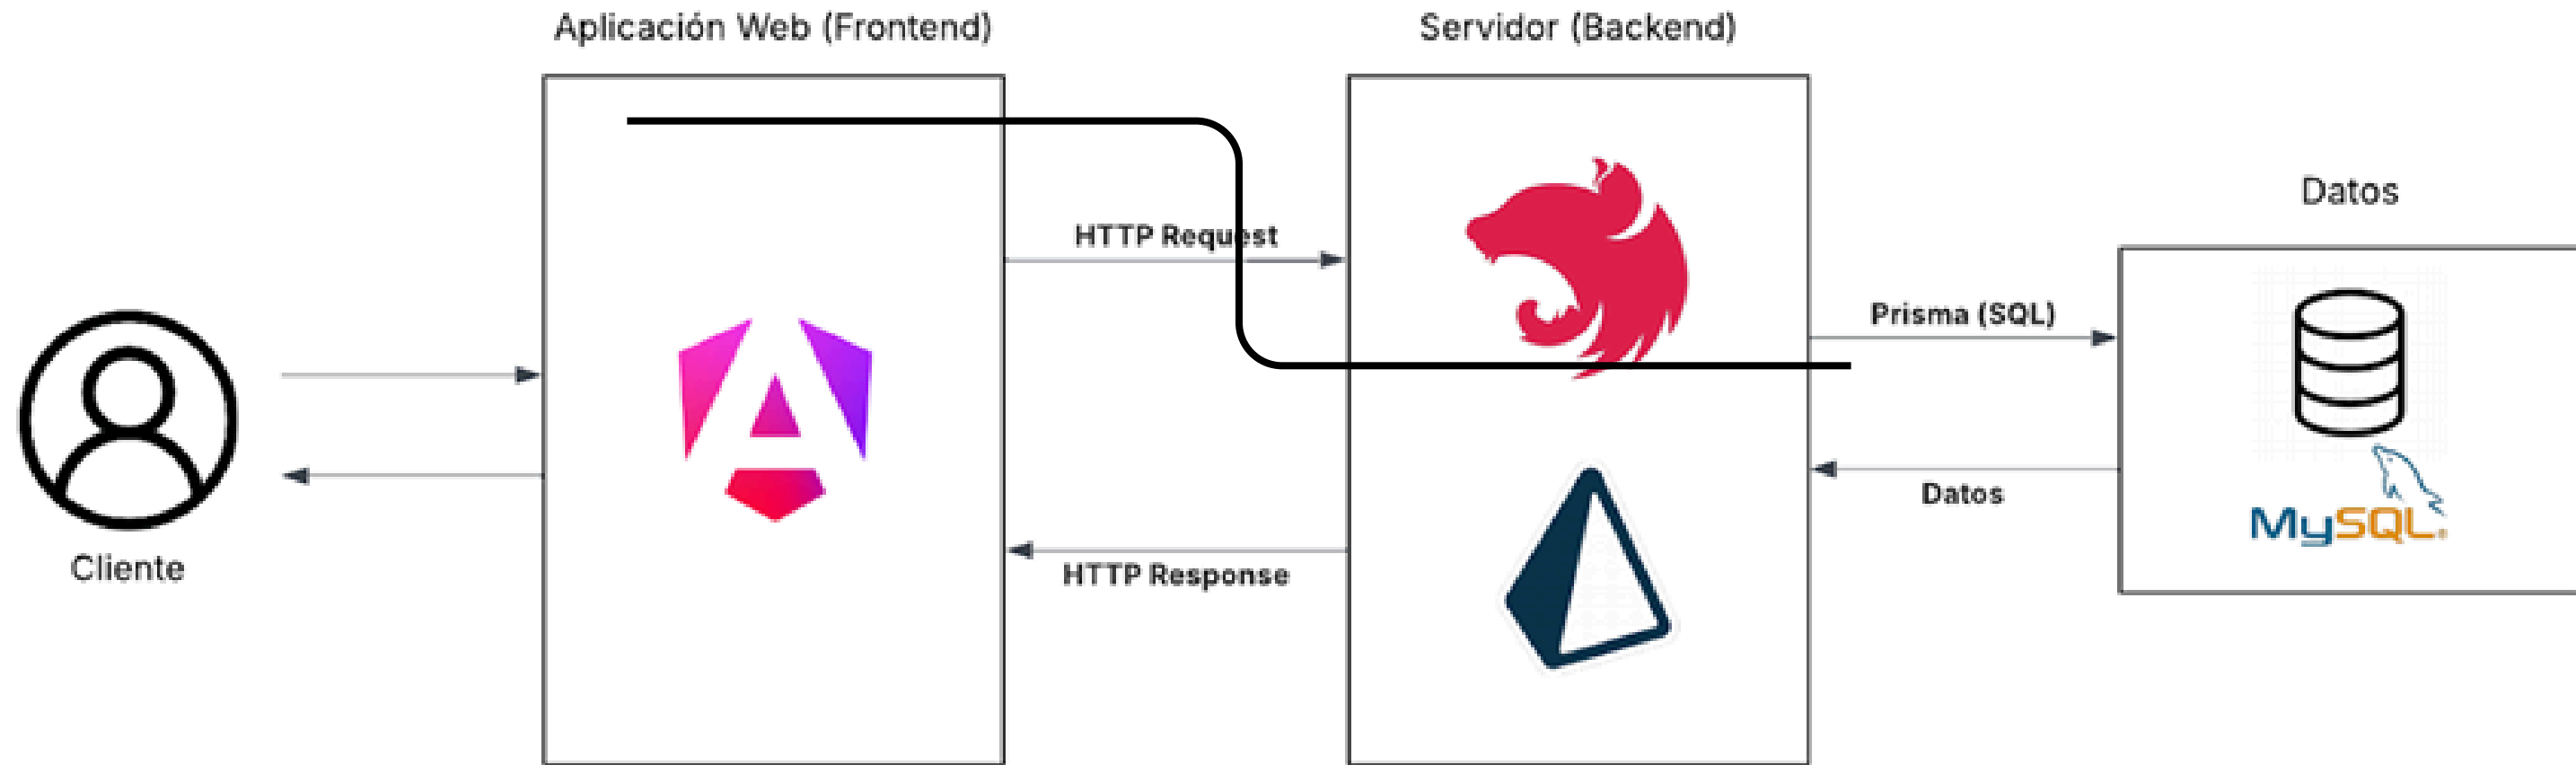 Aplicación Web (Frontend)
Servidor (Backend)
Datos
HTTP Request
Prisma (SQL)
Datos
MySQL
HTTP Response
Cliente